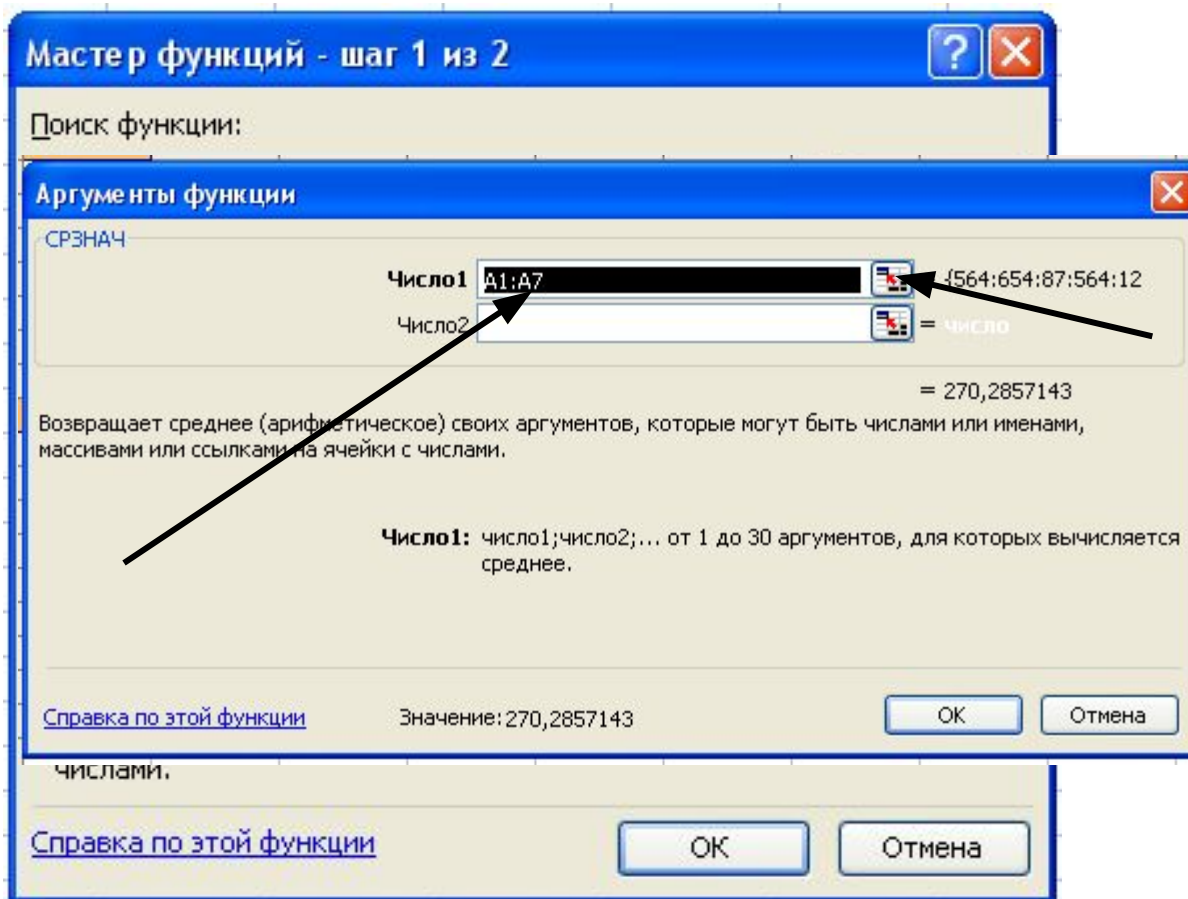 Мастер функций - шаг 1 из 2
Поиск функции:
Аргументы функции
СРЗНАЧ
Число1 A1:A7 {564:654:87:564:12
Число2 = число
= 270,2857143
Возвращает среднее (арифметическое) своих аргументов, которые могут быть числами или именами,
массивами или ссылками на ячейки с числами.
Число1: число1;число2;... от 1 до 30 аргументов, для которых вычисляется
среднее.
Справка по этой функции Значение:270,2857143 ОК Отмена
числами.
Справка по этой функции ОК Отмена